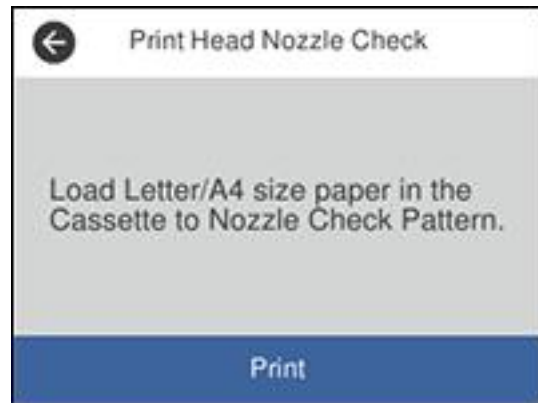 Print Head Nozzle Check
Load Letter/A4 size paper in the
Cassette to Nozzle Check Pattern.
Print